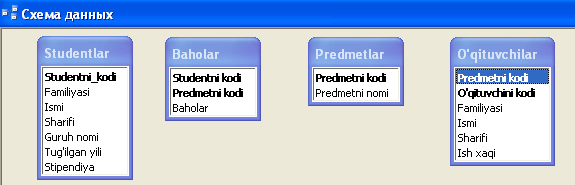 Схема данных
Studentlar
Studentni_kodi
Familiyasi
Ismi
Sharifi
Guruh nomi
Tug'ilgan yili
Stipendiya
Baholar
Studentni kodi
Predmetni kodi
Baholar
Predmetlar
Predmetni kodi
Predmetni nomi
O'qituvchilar
Predmetni kodi
O'qituvchini kodi
Familiyasi
Ismi
Sharifi
Ish xaqi